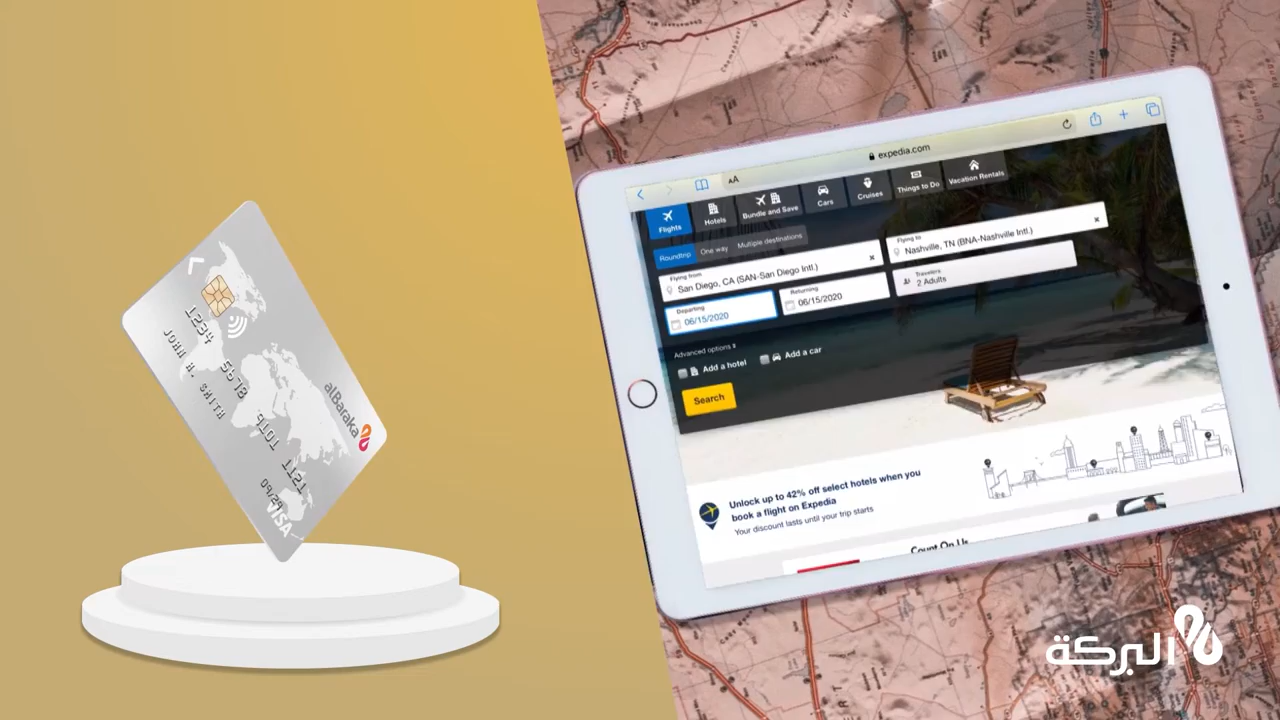 1234 5678 9101 1121
JOHN H. SMITH
09/24
VISA
alBaraka
expedia.com
AA
Flights
Hotels
Bundle and Save
Cars
Cruises
Things to Do
Vacation Rentals
Roundtrip
One way
Multiple destinations
Flying from
San Diego, CA (SAN-San Diego Intl.)
x
Flying to
Nashville, TN (BNA-Nashville Intl.)
x
Departing
06/15/2020
Returning
06/15/2020
Travelers
2 Adults
Advanced options
Add a hotel
Add a car
Search
Unlock up to 42% off select hotels when you
book a flight on Expedia
Your discount lasts until your trip starts
Count On Us
البركة